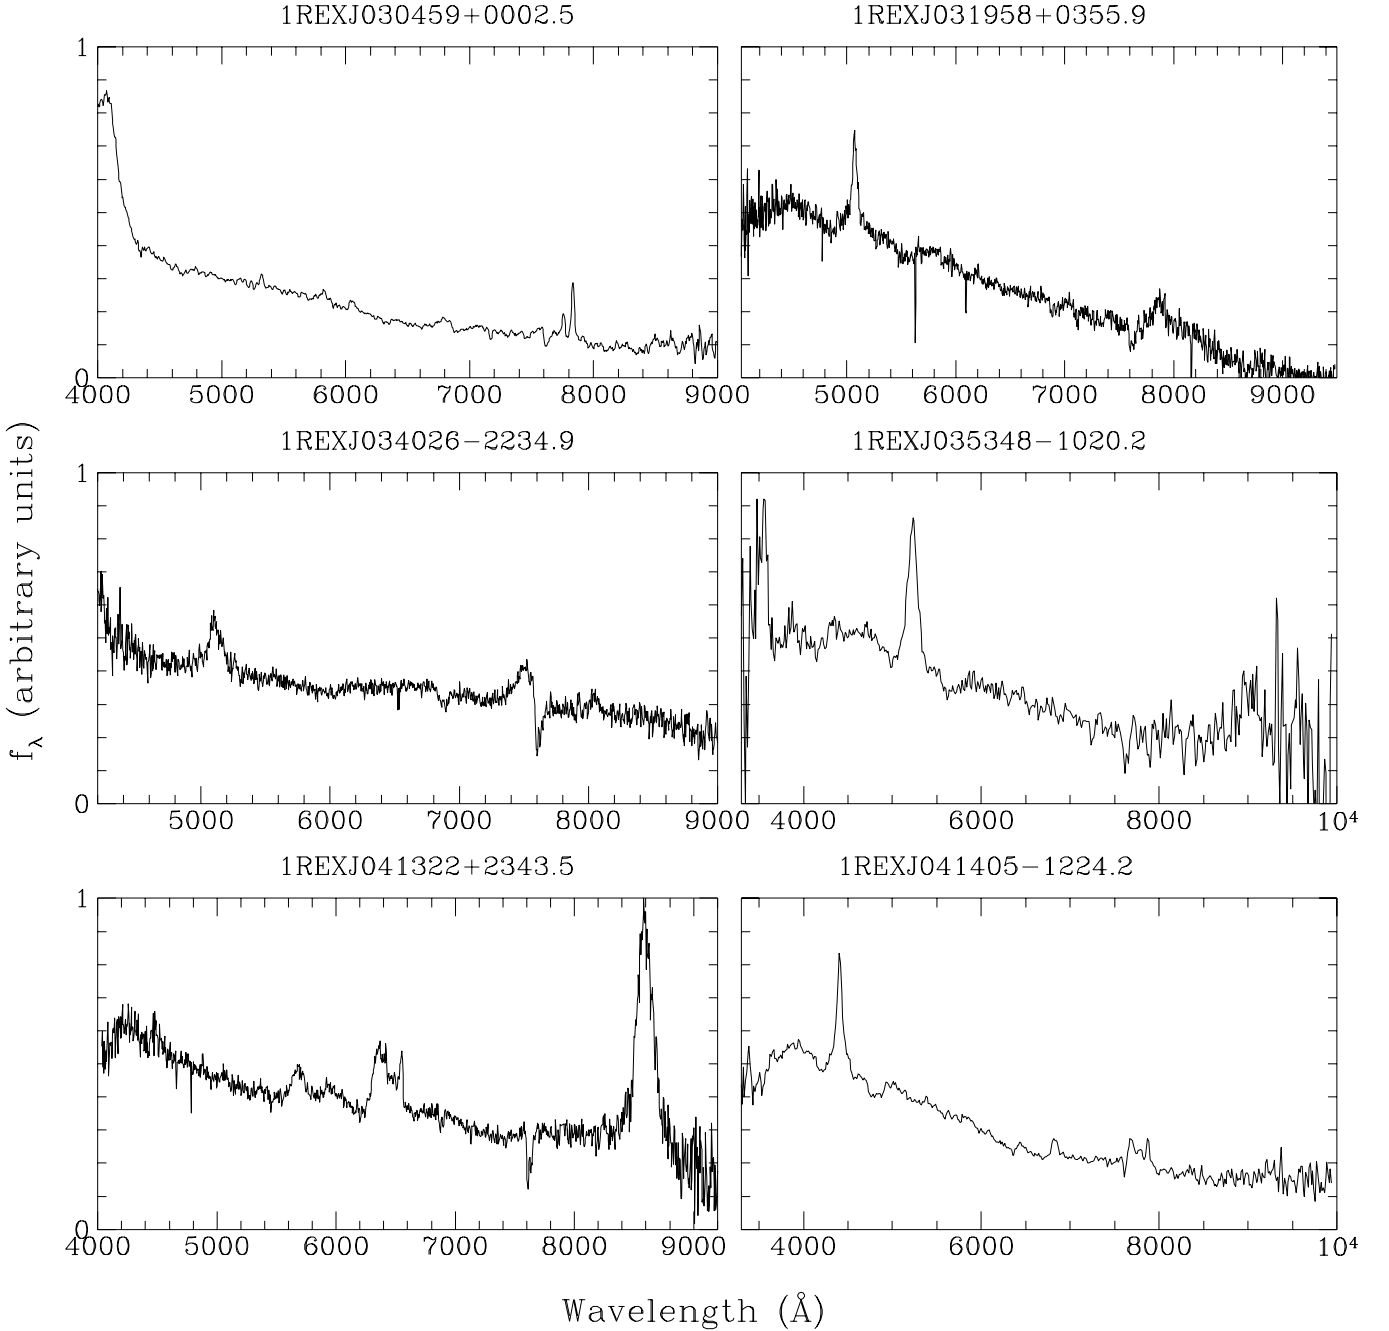 1REXJ030459+0002.5
1REXJ031958+0355.9
1
0
4000 5000 6000 7000 8000 9000
5000 6000 7000 8000 9000
1REXJ034026−2234.9
1REXJ035348−1020.2
1
0
5000 6000 7000 8000 9000
4000 6000 8000 10⁴
1REXJ041322+2343.5
1REXJ041405−1224.2
1
0
4000 5000 6000 7000 8000 9000
4000 6000 8000 10⁴
f_λ (arbitrary units)
Wavelength (Å)